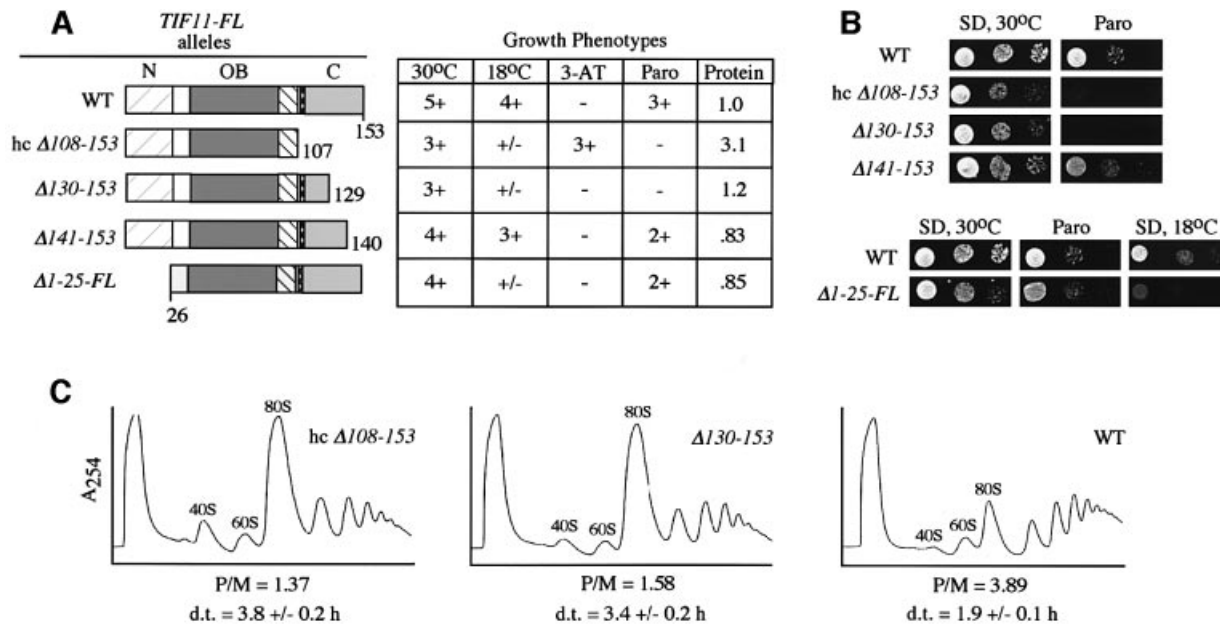 A
TIF11-FL
alleles
N OB C
WT
153
hc Δ108-153
107
Δ130-153
129
Δ141-153
140
Δ1-25-FL
26
Growth Phenotypes
30ºC 18ºC 3-AT Paro Protein
5+ 4+ - 3+ 1.0
3+ +/- 3+ - 3.1
3+ +/- - - 1.2
4+ 3+ - 2+ .83
4+ +/- - 2+ .85
B
SD, 30ºC Paro
WT
hc Δ108-153
Δ130-153
Δ141-153
SD, 30ºC Paro SD, 18ºC
WT
Δ1-25-FL
C
A254
40S 60S 80S
hc Δ108-153
P/M = 1.37
d.t. = 3.8 +/- 0.2 h
40S 60S 80S
Δ130-153
P/M = 1.58
d.t. = 3.4 +/- 0.2 h
40S 60S 80S
WT
P/M = 3.89
d.t. = 1.9 +/- 0.1 h